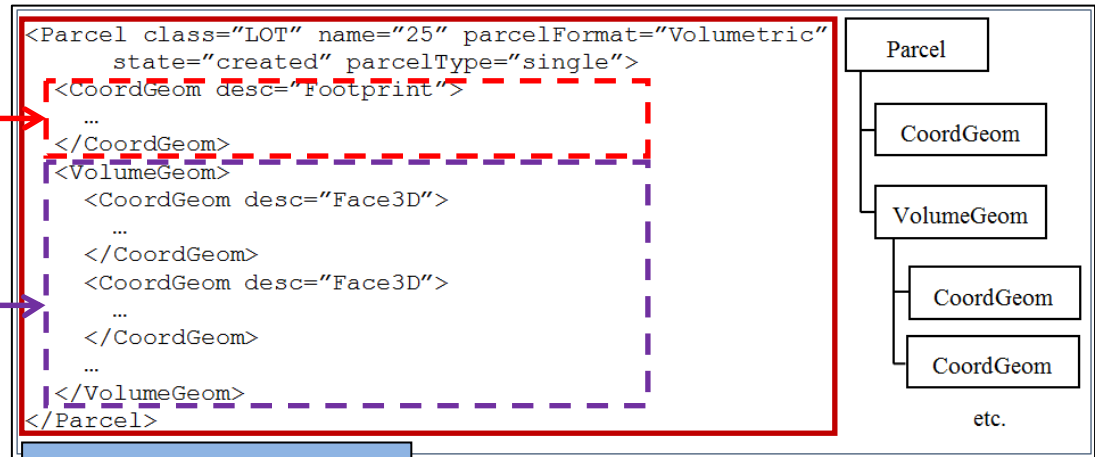 <Parcel class=”LOT” name=”25” parcelFormat=”Volumetric”
state=”created” parcelType=”single”>
<CoordGeom desc=”Footprint”>
…
</CoordGeom>
<VolumeGeom>
<CoordGeom desc=”Face3D”>
…
</CoordGeom>
<CoordGeom desc=”Face3D”>
…
</CoordGeom>
…
</VolumeGeom>
</Parcel>
Parcel
CoordGeom
VolumeGeom
CoordGeom
CoordGeom
etc.